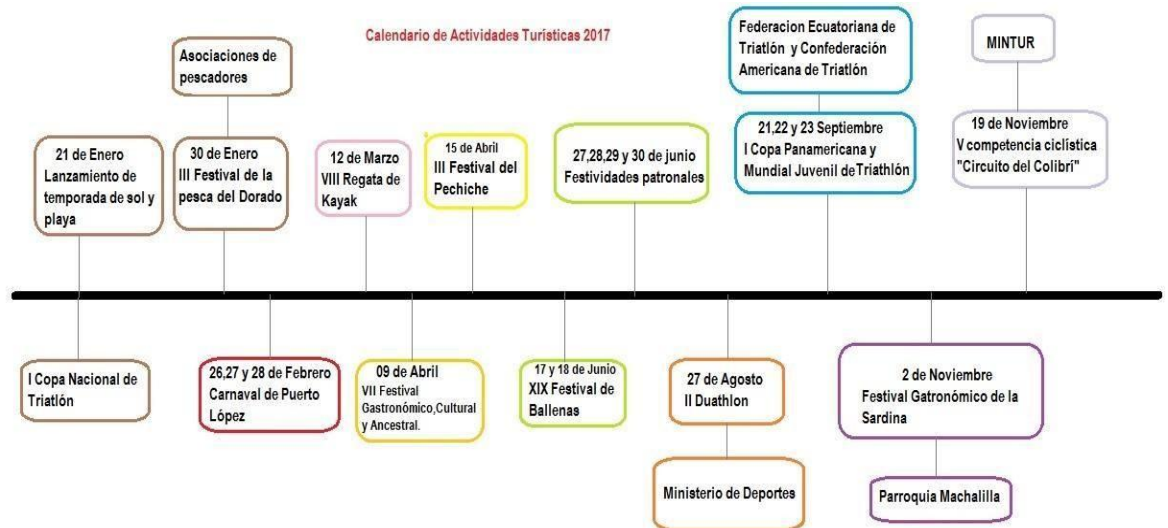 Calendario de Actividades Turísticas 2017
Asociaciones de
pescadores
Federacion Ecuatoriana de
Triatlón y Confederación
Americana de Triatlón
MINTUR
21 de Enero
Lanzamiento de
temporada de sol y
playa
30 de Enero
III Festival de la
pesca del Dorado
12 de Marzo
VIII Regata de
Kayak
15 de Abril
III Festival del
Pechiche
27,28,29 y 30 de junio
Festividades patronales
21,22 y 23 Septiembre
I Copa Panamericana y
Mundial Juvenil de Triathlón
19 de Noviembre
V competencia ciclística
"Circuito del Colibrí"
I Copa Nacional de
Triatlón
26,27 y 28 de Febrero
Carnaval de Puerto
López
09 de Abril
VII Festival
Gastronómico,Cultural
y Ancestral.
17 y 18 de Junio
XIX Festival de
Ballenas
27 de Agosto
II Duathlon
2 de Noviembre
Festival Gatronómico de la
Sardina
Ministerio de Deportes
Parroquia Machalilla